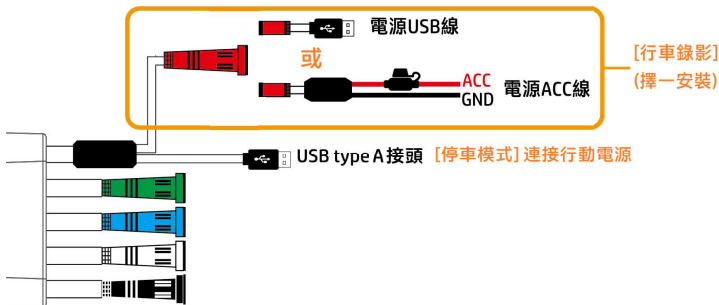 電源USB線
或
ACC
GND
電源ACC線
[行車錄影]
(擇一安裝)
USB type A接頭 [停車模式]連接行動電源